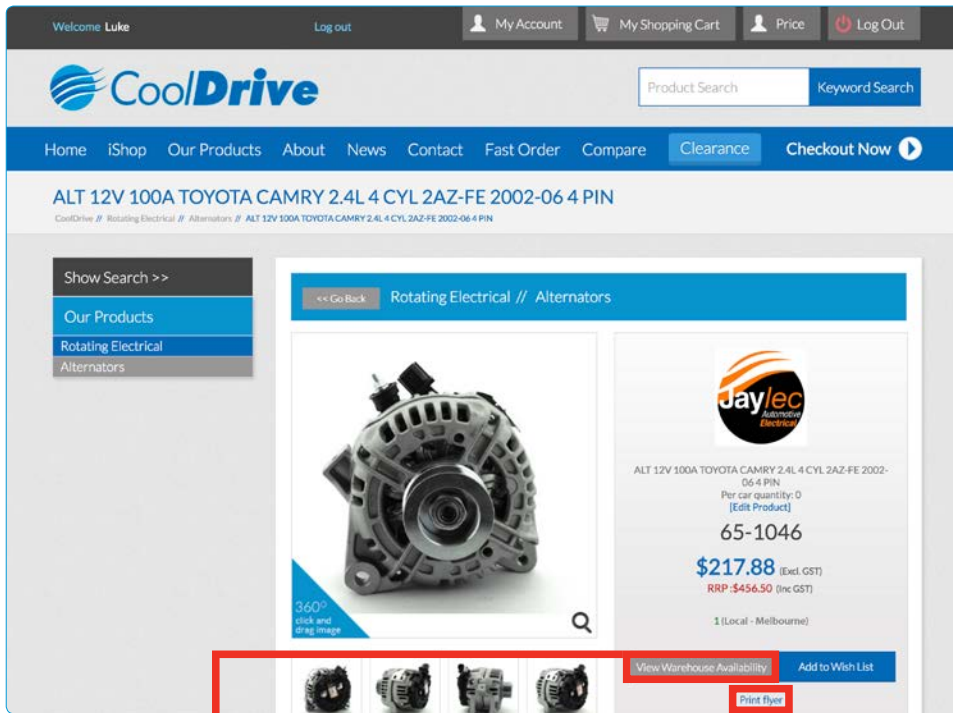 Welcome Luke
Log out
My Account
My Shopping Cart
Price
Log Out
CoolDrive
Product Search
Keyword Search
Home iShop Our Products About News Contact Fast Order Compare Clearance Checkout Now
ALT 12V 100A TOYOTA CAMRY 2.4L 4 CYL 2AZ-FE 2002-06 4 PIN
CoolDrive // Rotating Electrical // Alternators // ALT 12V 100A TOYOTA CAMRY 2.4L 4 CYL 2AZ-FE 2002-06 4 PIN
Show Search >>
Our Products
Rotating Electrical
Alternators
<< Go Back
Rotating Electrical // Alternators
360°
click and
drag image
Jaylec
Automotive
Electrical
ALT 12V 100A TOYOTA CAMRY 2.4L 4 CYL 2AZ-FE 2002-
06 4 PIN
Per car quantity: 0
[Edit Product]
65-1046
$217.88 (Excl. GST)
RRP :$456.50 (Inc GST)
1 (Local - Melbourne)
View Warehouse Availability
Add to Wish List
Print flyer